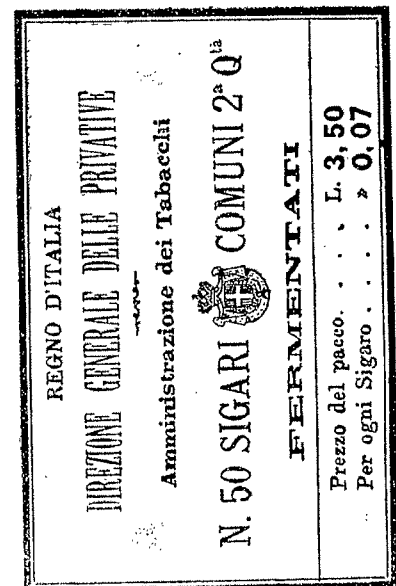 REGNO D'ITALIA
DIREZIONE GENERALE DELLE PRIVATIVE
Amministrazione dei Tabacchi
N. 50 SIGARI COMUNI 2ª Qtà
FERMENTATI
Prezzo del pacco. . . . L. 3,50
Per ogni Sigaro . . . . . » 0,07